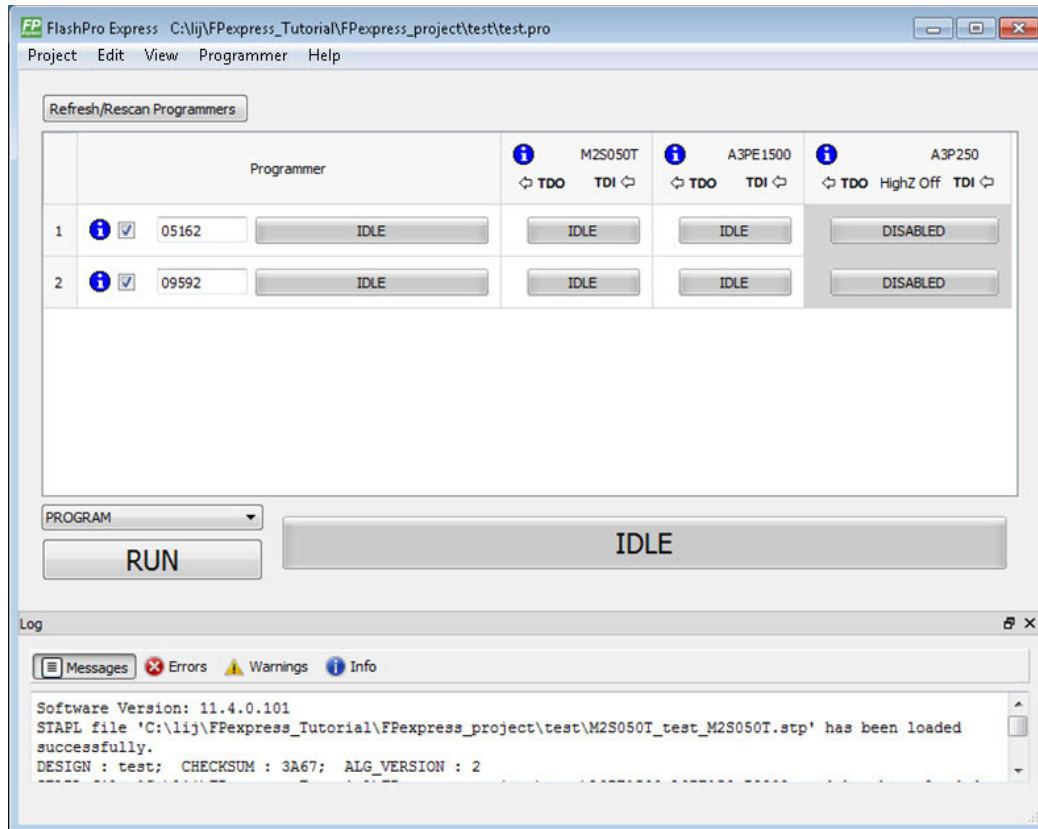 FP FlashPro Express C:\lij\FPexpress_Tutorial\FPexpress_project\test\test.pro
Project Edit View Programmer Help
Refresh/Rescan Programmers
Programmer
M2S050T
TDO TDI
A3PE1500
TDO TDI
A3P250
TDO HighZ Off TDI
1 05162 IDLE IDLE IDLE DISABLED
2 09592 IDLE IDLE IDLE DISABLED
PROGRAM
RUN
IDLE
Log
Messages Errors Warnings Info
Software Version: 11.4.0.101
STAPL file 'C:\lij\FPexpress_Tutorial\FPexpress_project\test\M2S050T_test_M2S050T.stp' has been loaded
successfully.
DESIGN : test; CHECKSUM : 3A67; ALG_VERSION : 2